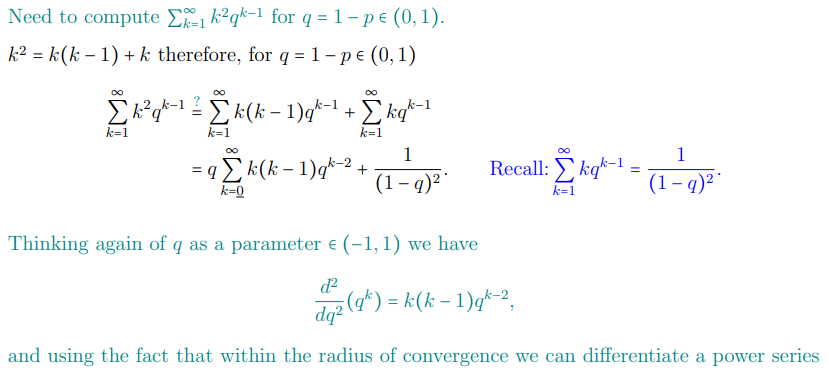 Need to compute $\sum_{k=1}^{\infty} k^2 q^{k-1}$ for $q = 1 - p \in (0, 1)$.
$k^2 = k(k-1) + k$ therefore, for $q = 1 - p \in (0, 1)$
$\sum_{k=1}^{\infty} k^2 q^{k-1} \stackrel{?}{=} \sum_{k=1}^{\infty} k(k-1)q^{k-1} + \sum_{k=1}^{\infty} kq^{k-1}$
$= q \sum_{k=\underline{0}}^{\infty} k(k-1)q^{k-2} + \frac{1}{(1-q)^2}.$ Recall: $\sum_{k=1}^{\infty} kq^{k-1} = \frac{1}{(1-q)^2}.$
Thinking again of $q$ as a parameter $\in (-1, 1)$ we have
$\frac{d^2}{dq^2}(q^k) = k(k-1)q^{k-2},$
and using the fact that within the radius of convergence we can differentiate a power series